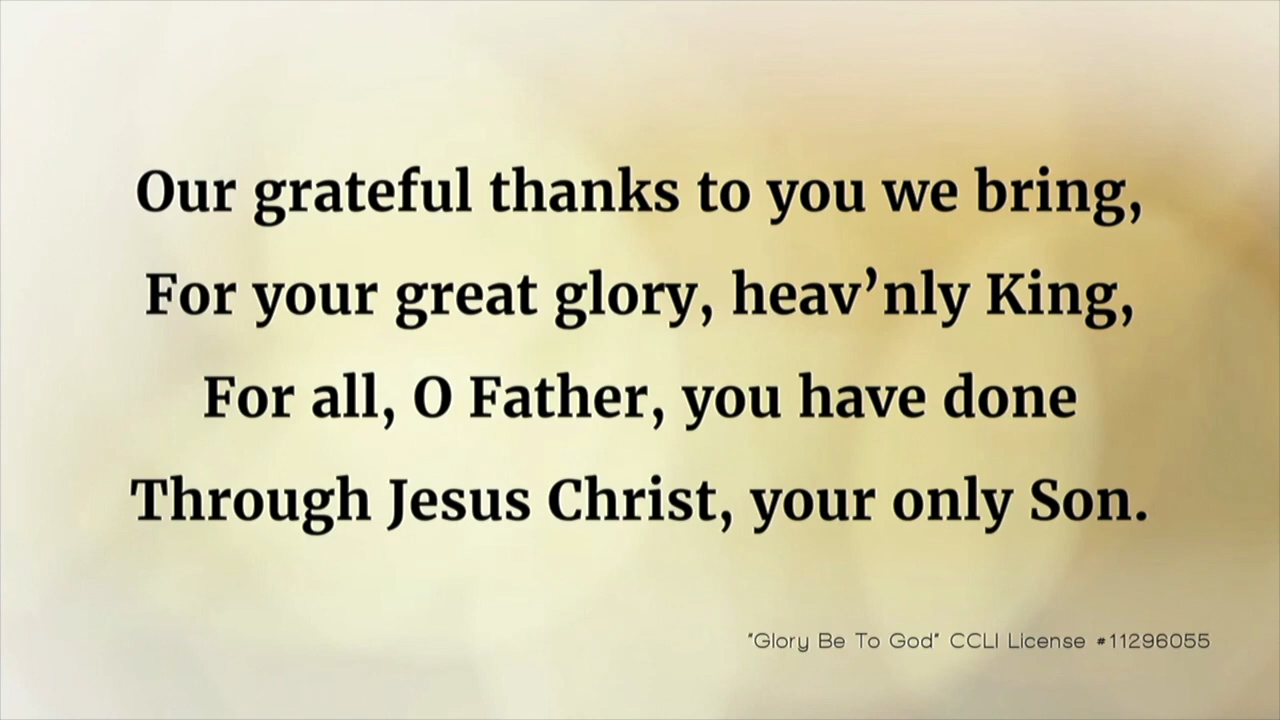 Our grateful thanks to you we bring,
For your great glory, heav’nly King,
For all, O Father, you have done
Through Jesus Christ, your only Son.
"Glory Be To God" CCLI License #11296055